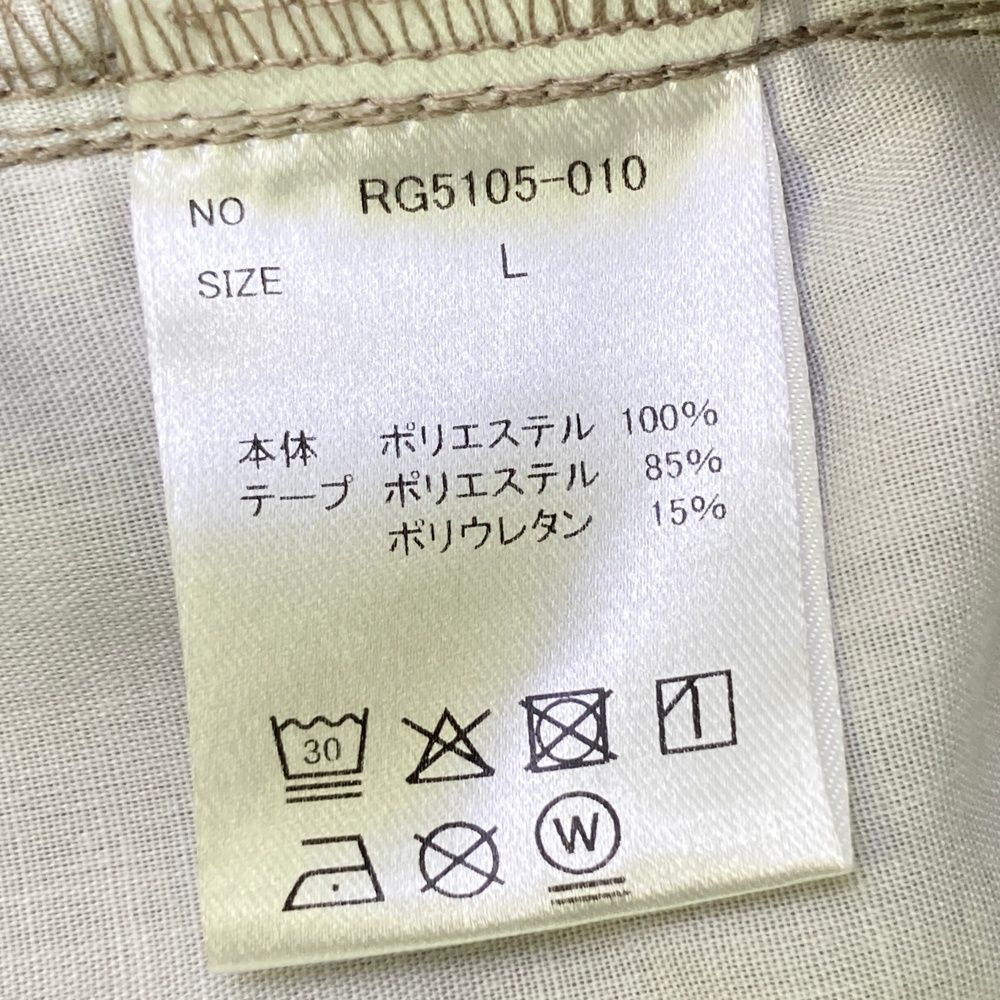 NO RG5105-010
SIZE L
本体 ポリエステル 100%
テープ ポリエステル 85%
ポリウレタン 15%
30
W